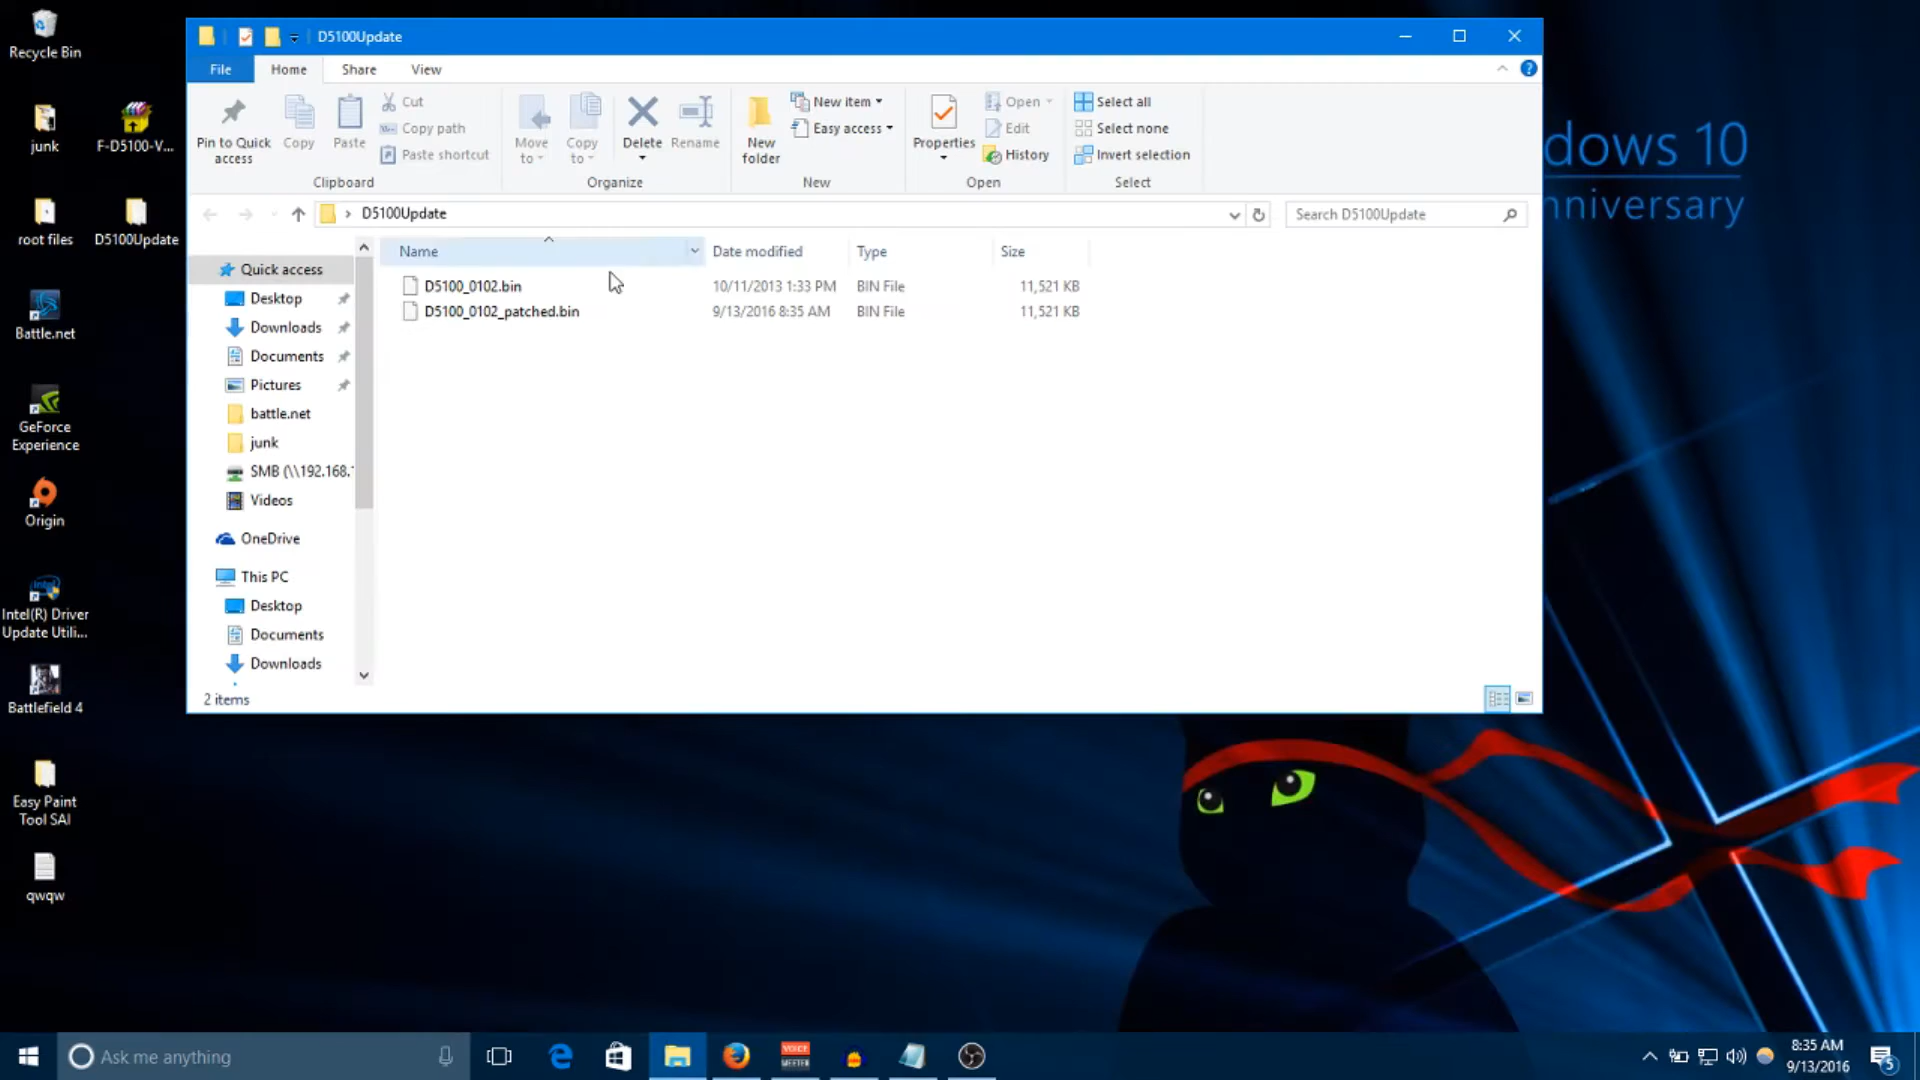 Recycle Bin
junk
F-D5100-V...
root files
D5100Update
Battle.net
GeForce
Experience
Origin
Intel(R) Driver
Update Utili...
Battlefield 4
Easy Paint
Tool SAI
qwqw
D5100Update
File
Home
Share
View
Pin to Quick
access
Copy
Paste
Cut
Copy path
Paste shortcut
Clipboard
Move
to
Copy
to
Delete
Rename
Organize
New
folder
New item
Easy access
New
Properties
Open
Edit
History
Open
Select all
Select none
Invert selection
Select
D5100Update
Search D5100Update
Name
Date modified
Type
Size
D5100_0102.bin 10/11/2013 1:33 PM BIN File 11,521 KB
D5100_0102_patched.bin 9/13/2016 8:35 AM BIN File 11,521 KB
Quick access
Desktop
Downloads
Documents
Pictures
battle.net
junk
SMB (\\192.168.
Videos
OneDrive
This PC
Desktop
Documents
Downloads
2 items
dows 10
nniversary
Ask me anything
VOICE
MEETER
8:35 AM
9/13/2016
5